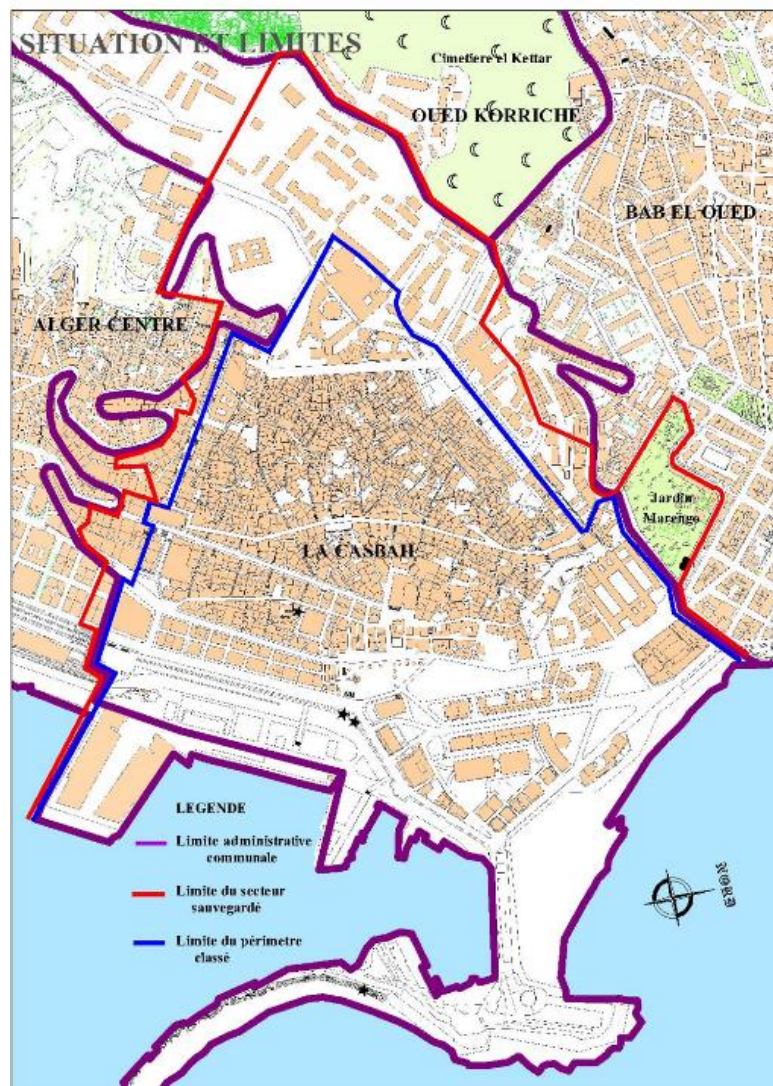 SITUATION ET LIMITES
Cimetiere el Kettar
OUED KORRICHE
BAB EL OUED
ALGER CENTRE
Jardin
Marengo
LA CASBAH
LEGENDE
Limite administrative
communale
Limite du secteur
sauvegardé
Limite du périmetre
classé
NORD